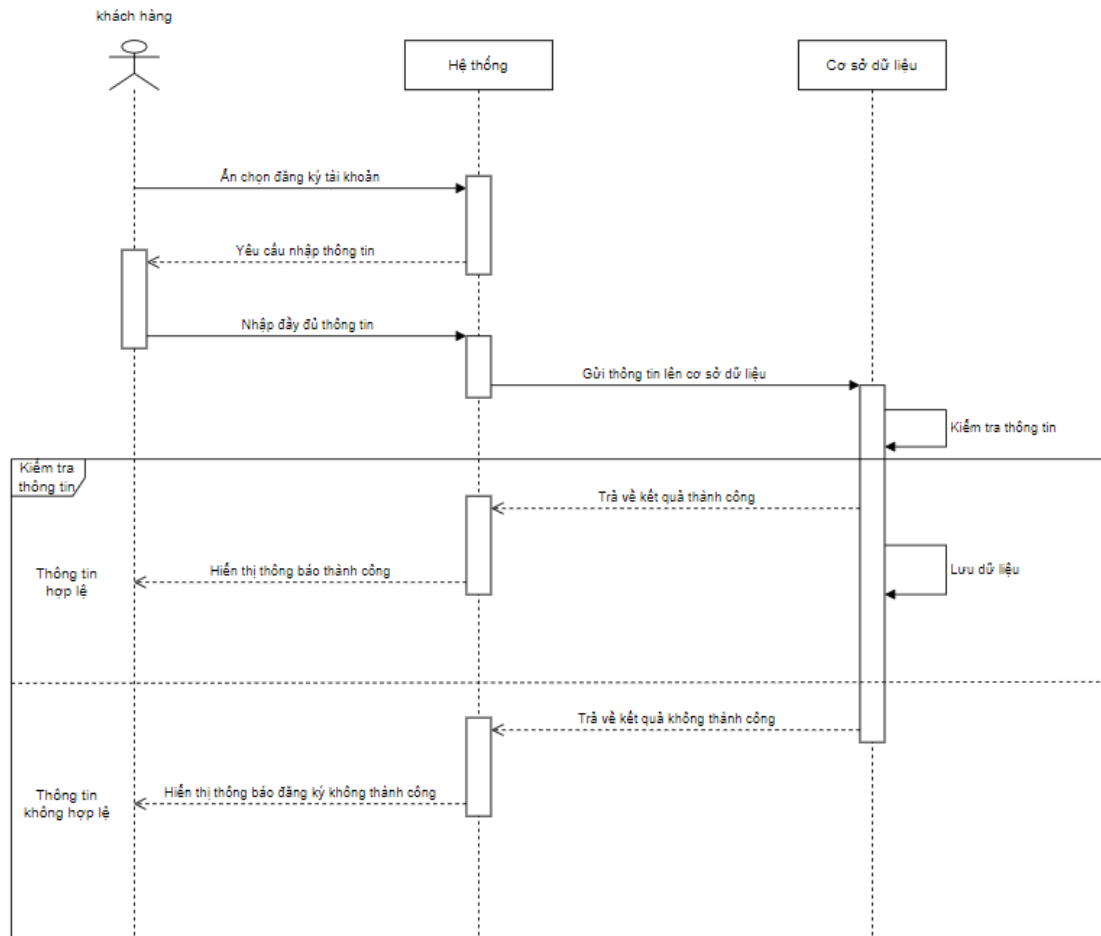 khách hàng
Hệ thống
Cơ sở dữ liệu
Ấn chọn đăng ký tài khoản
Yêu cầu nhập thông tin
Nhập đầy đủ thông tin
Gửi thông tin lên cơ sở dữ liệu
Kiểm tra thông tin
Kiểm tra
thông tin
Trả về kết quả thành công
Hiển thị thông báo thành công
Lưu dữ liệu
Thông tin
hợp lệ
Trả về kết quả không thành công
Hiển thị thông báo đăng ký không thành công
Thông tin
không hợp lệ